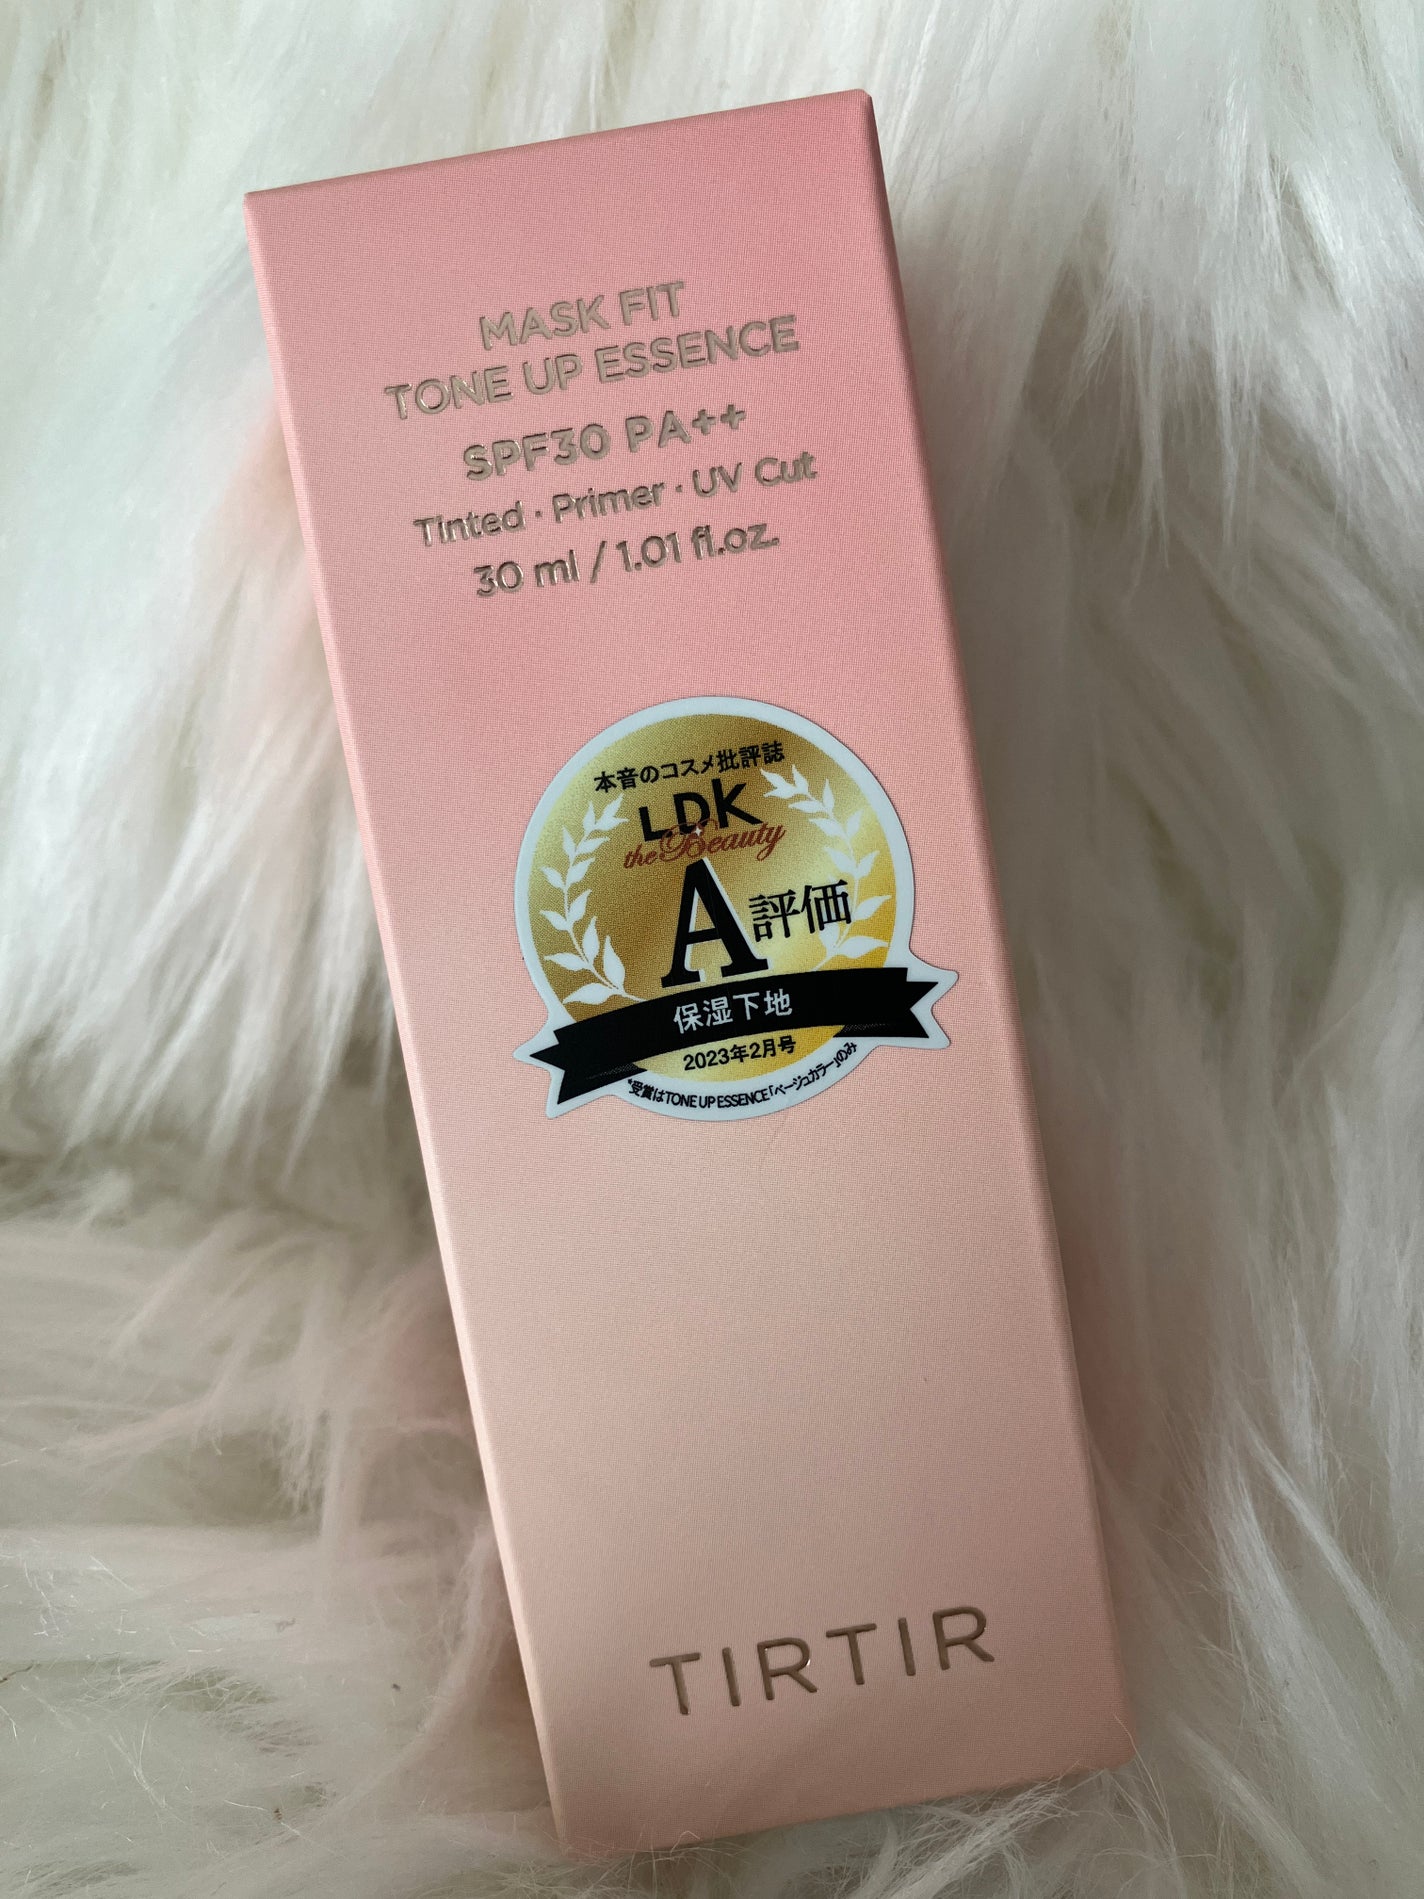 MASK FIT
TONE UP ESSENCE
SPF30 PA++
Tinted · Primer · UV Cut
30 ml / 1.01 fl.oz.
本音のコスメ批評誌
LDK
the Beauty
A評価
保湿下地
2023年2月号
*受賞はTONE UP ESSENCE「ベージュカラー」のみ
TIRTIR